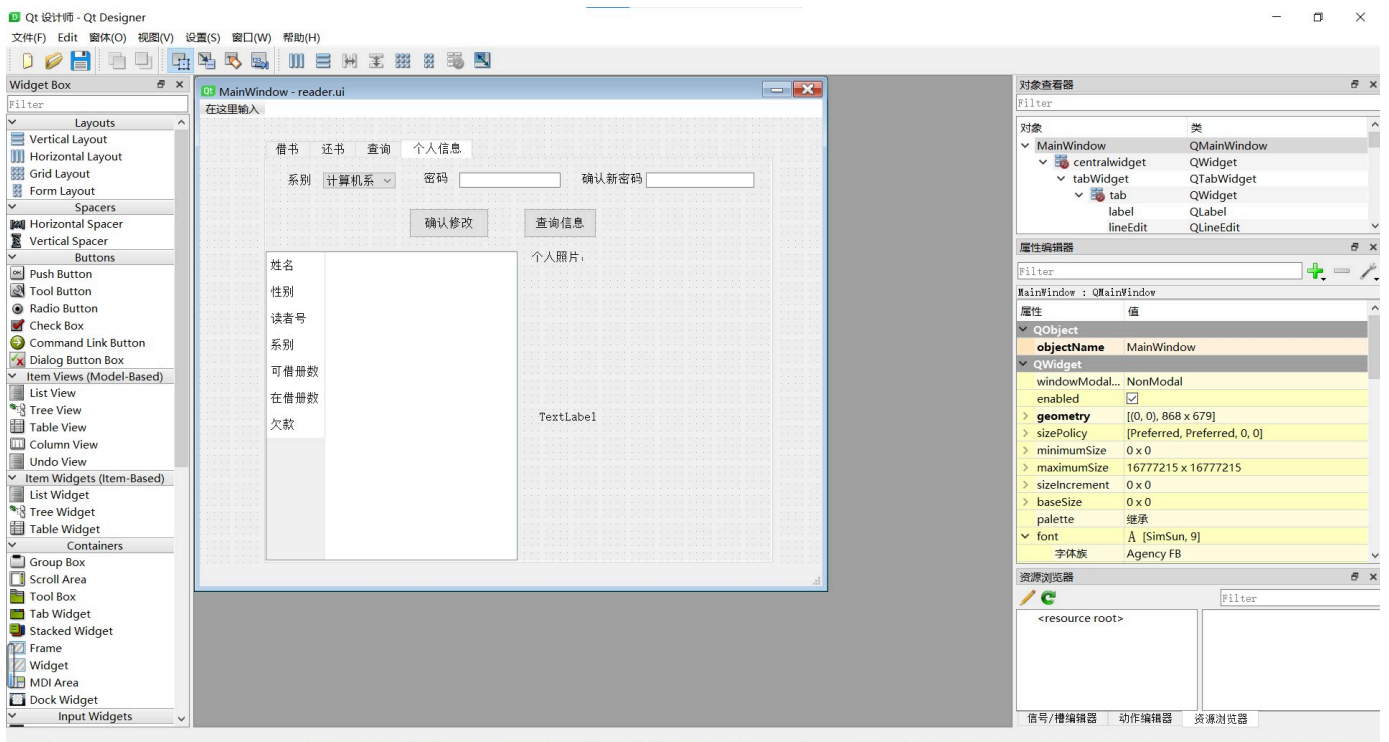 Qt 设计师 - Qt Designer
文件(F) Edit 窗体(O) 视图(V) 设置(S) 窗口(W) 帮助(H)
Widget Box
Filter
Layouts
Vertical Layout
Horizontal Layout
Grid Layout
Form Layout
Spacers
Horizontal Spacer
Vertical Spacer
Buttons
Push Button
Tool Button
Radio Button
Check Box
Command Link Button
Dialog Button Box
Item Views (Model-Based)
List View
Tree View
Table View
Column View
Undo View
Item Widgets (Item-Based)
List Widget
Tree Widget
Table Widget
Containers
Group Box
Scroll Area
Tool Box
Tab Widget
Stacked Widget
Frame
Widget
MDI Area
Dock Widget
Input Widgets
MainWindow - reader.ui
在这里输入
借书 还书 查询 个人信息
系别 计算机系 密码 确认新密码
确认修改 查询信息
姓名
性别
读者号
系别
可借册数
在借册数
欠款
个人照片:
TextLabel
对象查看器
Filter
对象 类
MainWindow QMainWindow
centralwidget QWidget
tabWidget QTabWidget
tab QWidget
label QLabel
lineEdit QLineEdit
属性编辑器
Filter
MainWindow : QMainWindow
属性 值
QObject
objectName MainWindow
QWidget
windowModal... NonModal
enabled
geometry [(0, 0), 868 x 679]
sizePolicy [Preferred, Preferred, 0, 0]
minimumSize 0 x 0
maximumSize 16777215 x 16777215
sizeIncrement 0 x 0
baseSize 0 x 0
palette 继承
font A [SimSun, 9]
字体族 Agency FB
资源浏览器
Filter
<resource root>
信号/槽编辑器 动作编辑器 资源浏览器